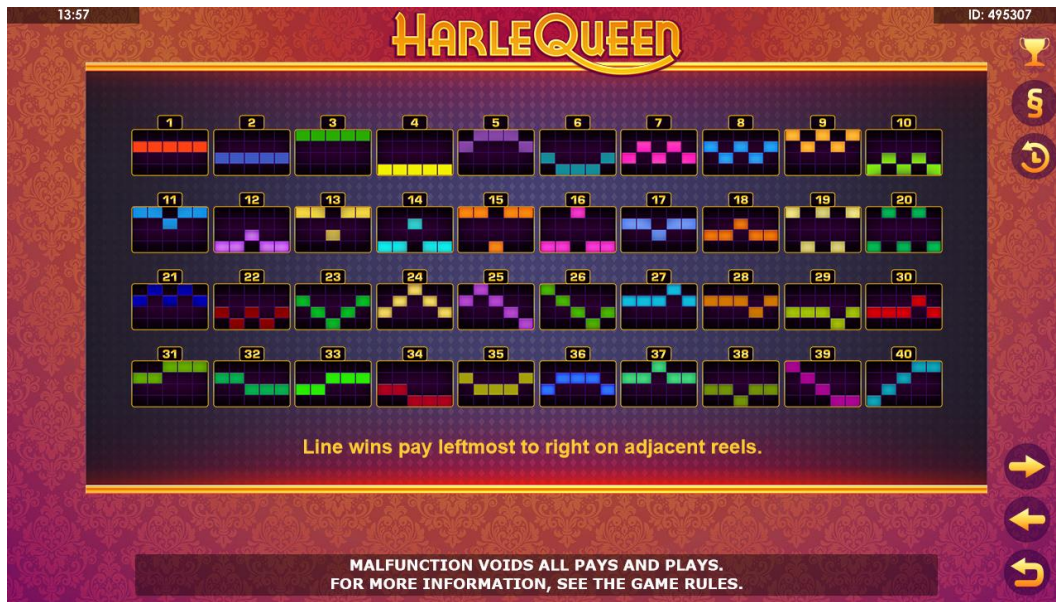 13:57
ID: 495307
HARLEQUEEN
1 2 3 4 5 6 7 8 9 10
11 12 13 14 15 16 17 18 19 20
21 22 23 24 25 26 27 28 29 30
31 32 33 34 35 36 37 38 39 40
Line wins pay leftmost to right on adjacent reels.
MALFUNCTION VOIDS ALL PAYS AND PLAYS.
FOR MORE INFORMATION, SEE THE GAME RULES.